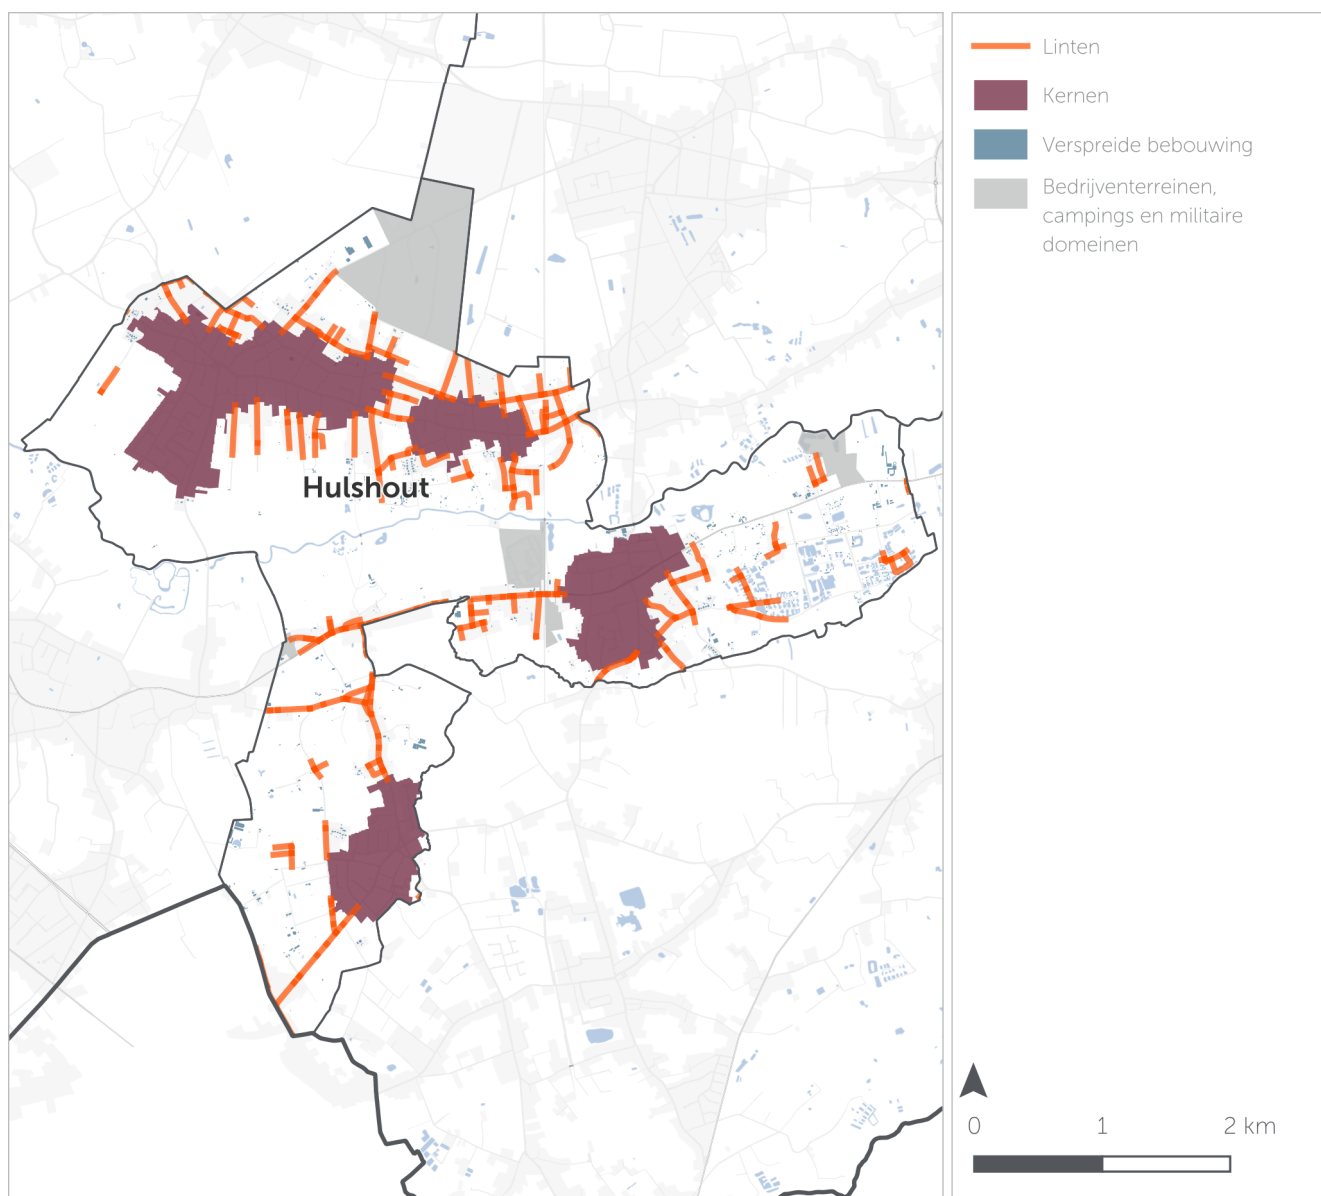 Linten
Kernen
Verspreide bebouwing
Bedrijventerreinen,
campings en militaire
domeinen
Hulshout
0 1 2 km